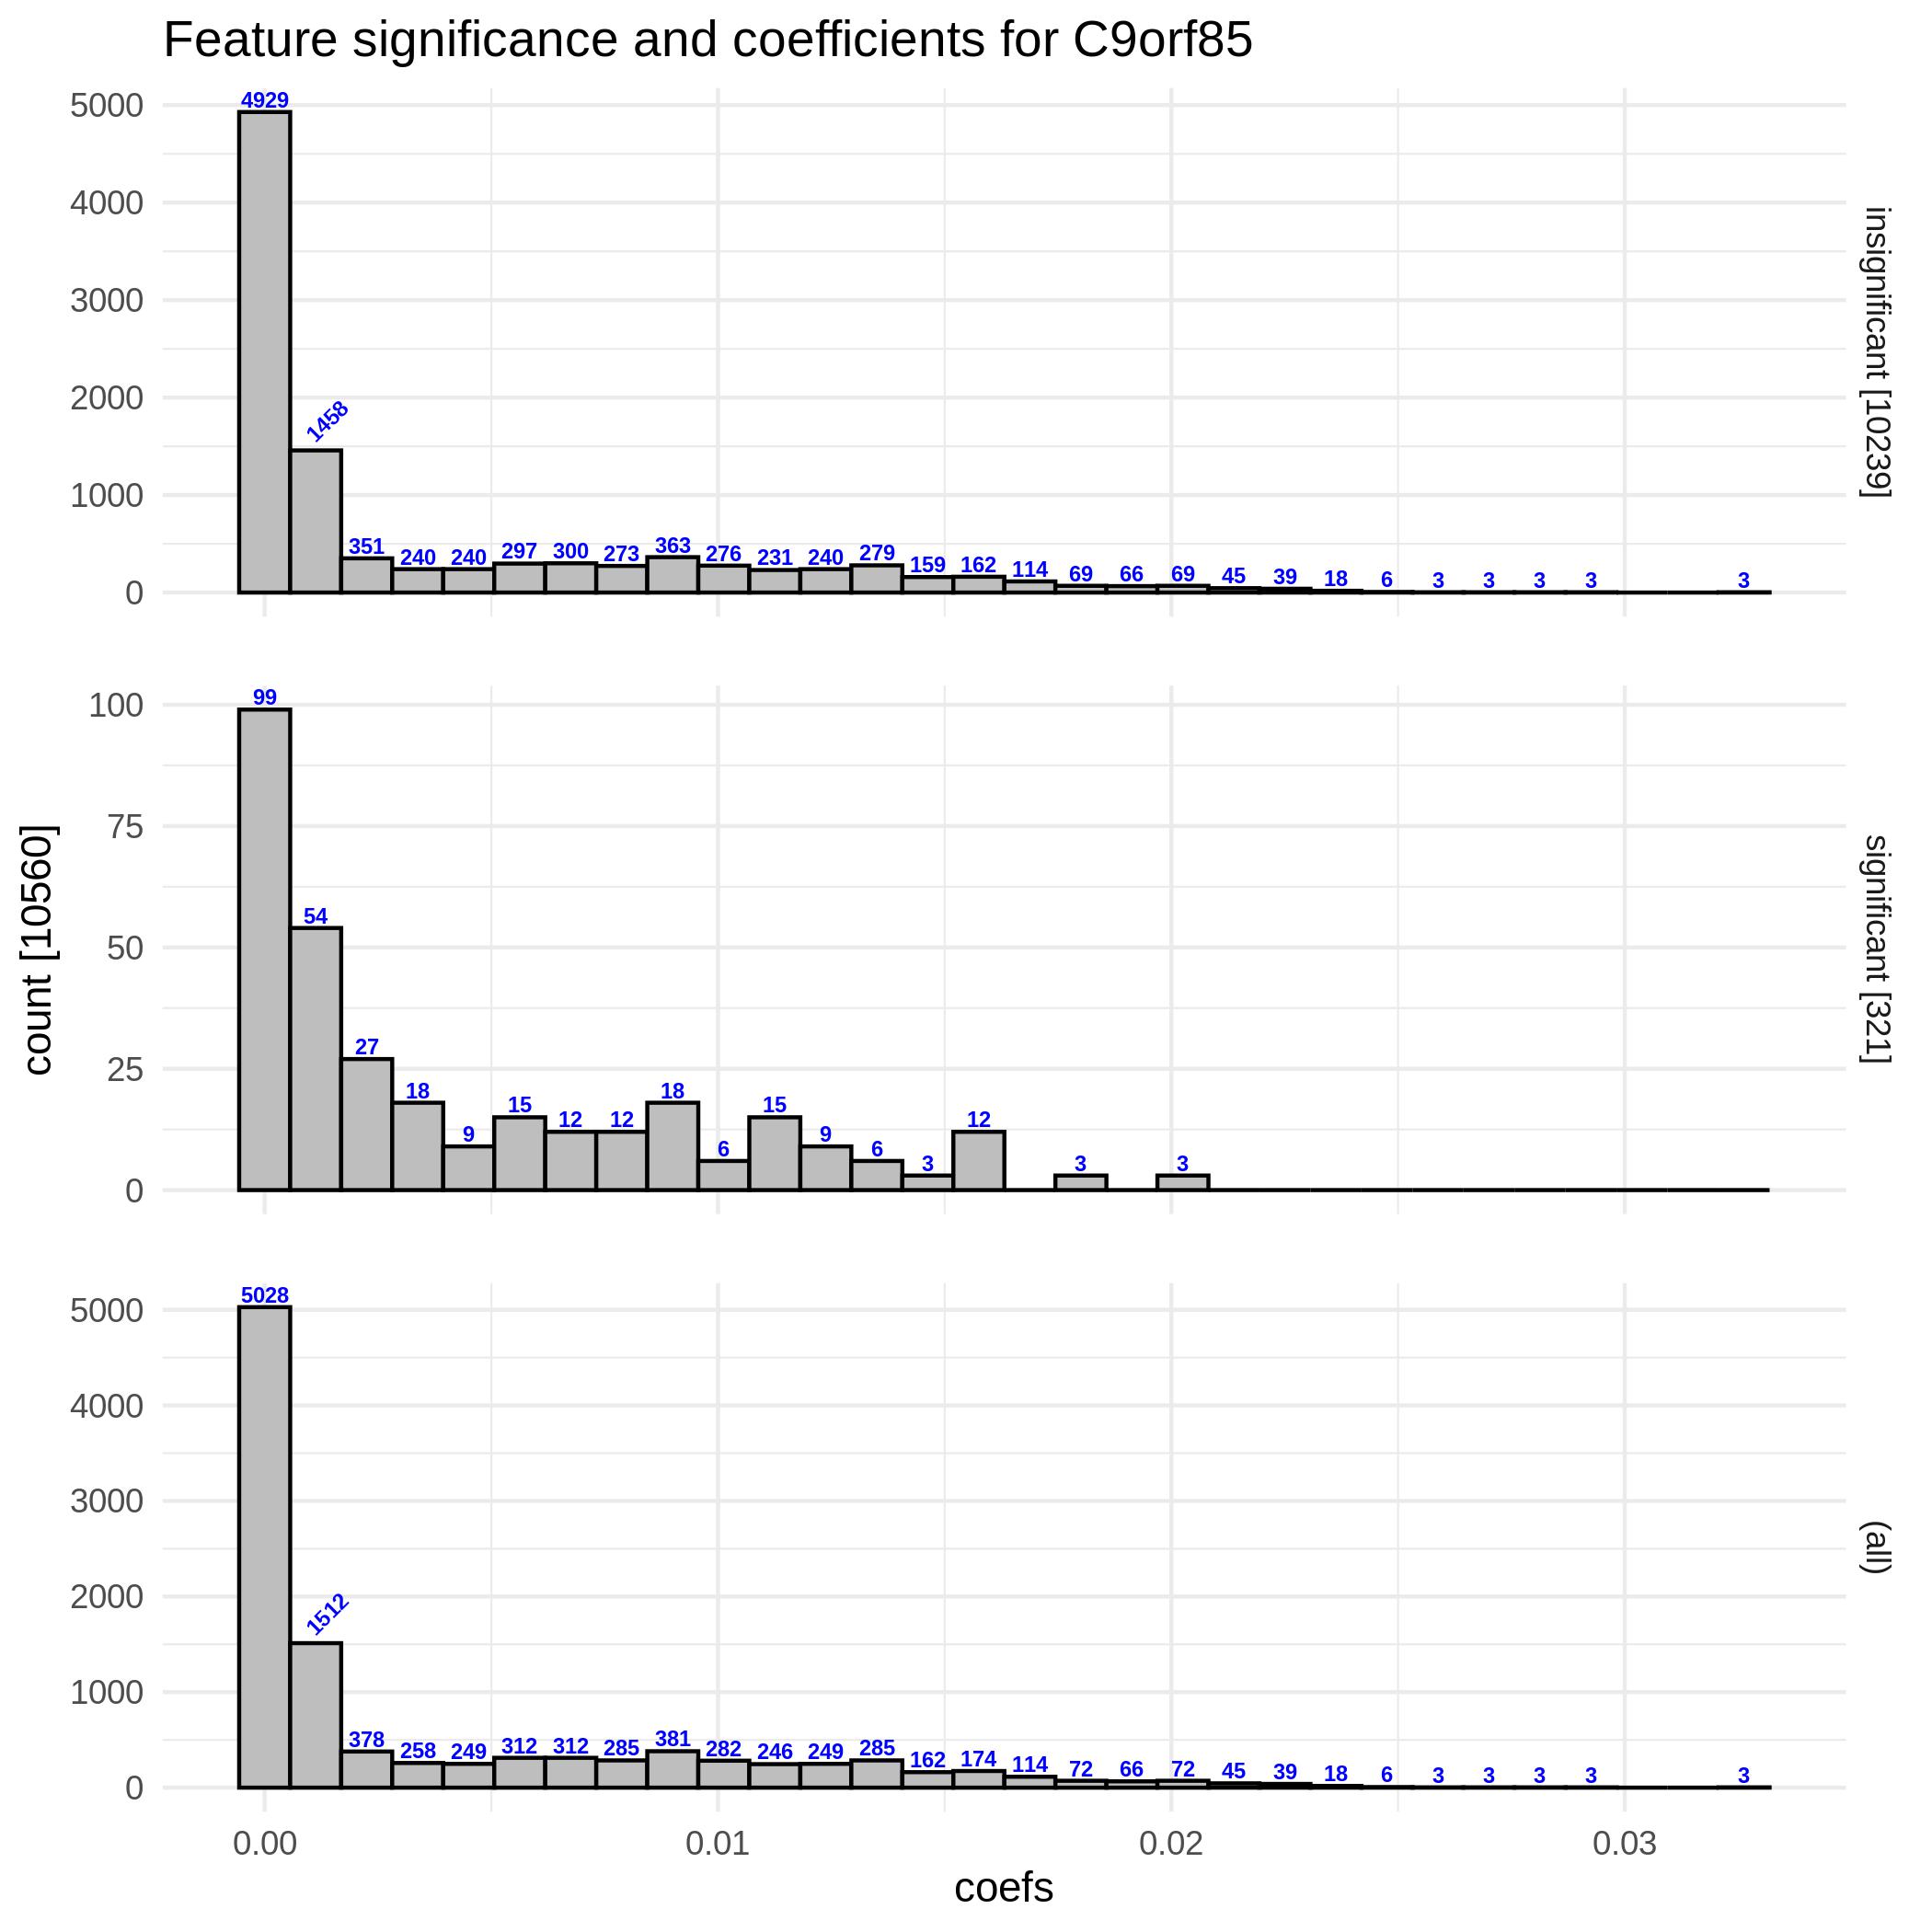 Feature significance and coefficients for C9orf85
count [10560]
5000
4000
3000
2000
1000
0
4929
1458
351 240 240 297 300 273 363 276 231 240 279 159 162 114 69 66 69 45 39 18 6 3 3 3 3 3
insignificant [10239]
100
75
50
25
0
99
54
27
18 9 15 12 12 18 6 15 9 6 3 12 3 3
significant [321]
5000
4000
3000
2000
1000
0
5028
1512
378 258 249 312 312 285 381 282 246 249 285 162 174 114 72 66 72 45 39 18 6 3 3 3 3 3
(all)
0.00 0.01 0.02 0.03
coefs